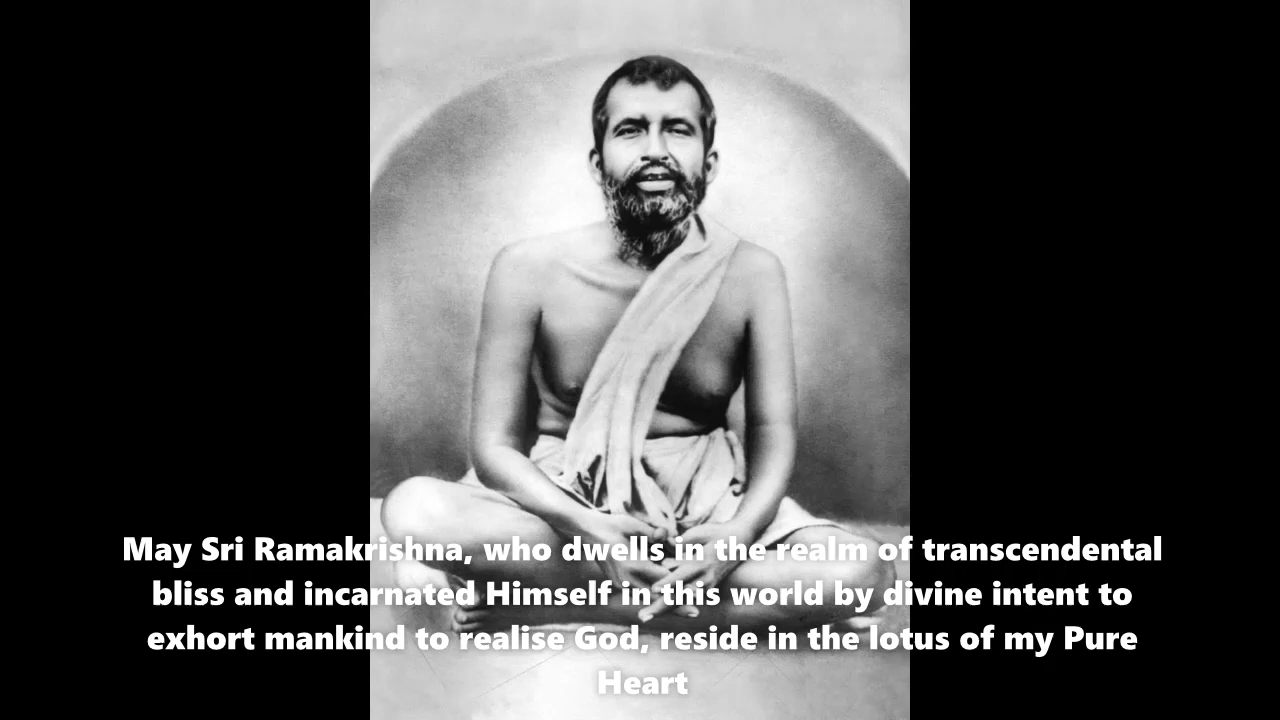 May Sri Ramakrishna, who dwells in the realm of transcendental
bliss and incarnated Himself in this world by divine intent to
exhort mankind to realise God, reside in the lotus of my Pure
Heart